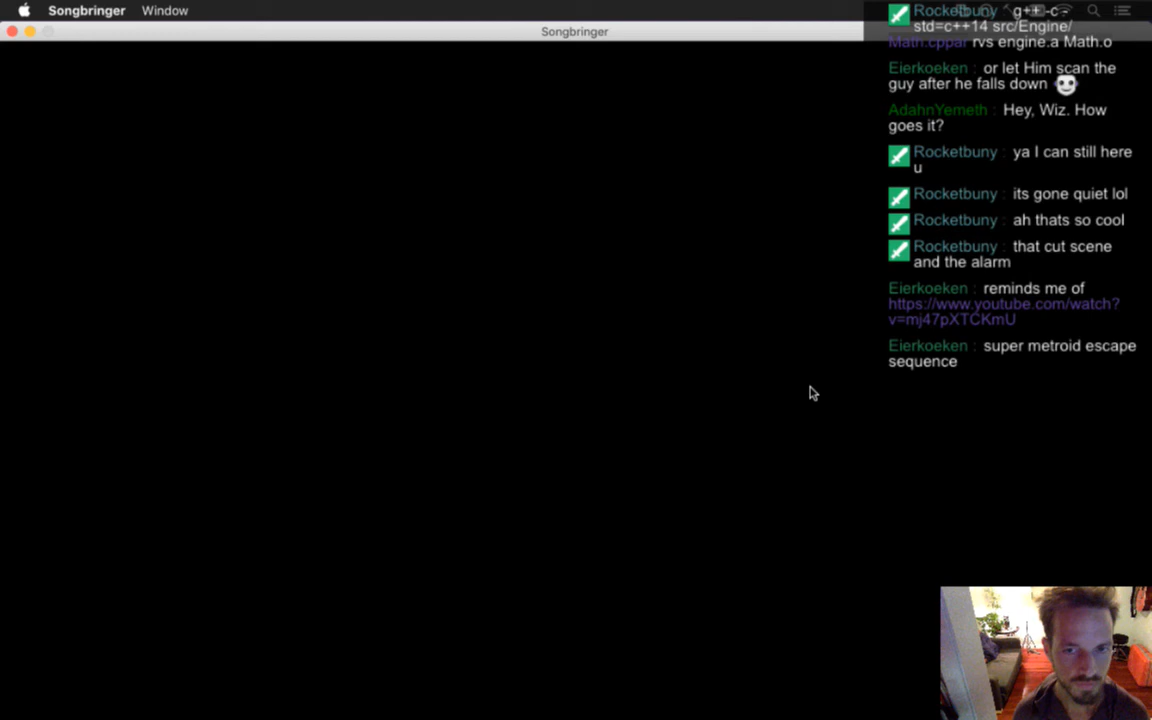 Songbringer Window
Songbringer
Rocketbuny : g++ -c -
std=c++14 src/Engine/
Math.cppar rvs engine.a Math.o
Eierkoeken : or let Him scan the
guy after he falls down
AdahnYemeth : Hey, Wiz. How
goes it?
Rocketbuny : ya I can still here
u
Rocketbuny : its gone quiet lol
Rocketbuny : ah thats so cool
Rocketbuny : that cut scene
and the alarm
Eierkoeken : reminds me of
https://www.youtube.com/watch?
v=mj47pXTCKmU
Eierkoeken : super metroid escape
sequence